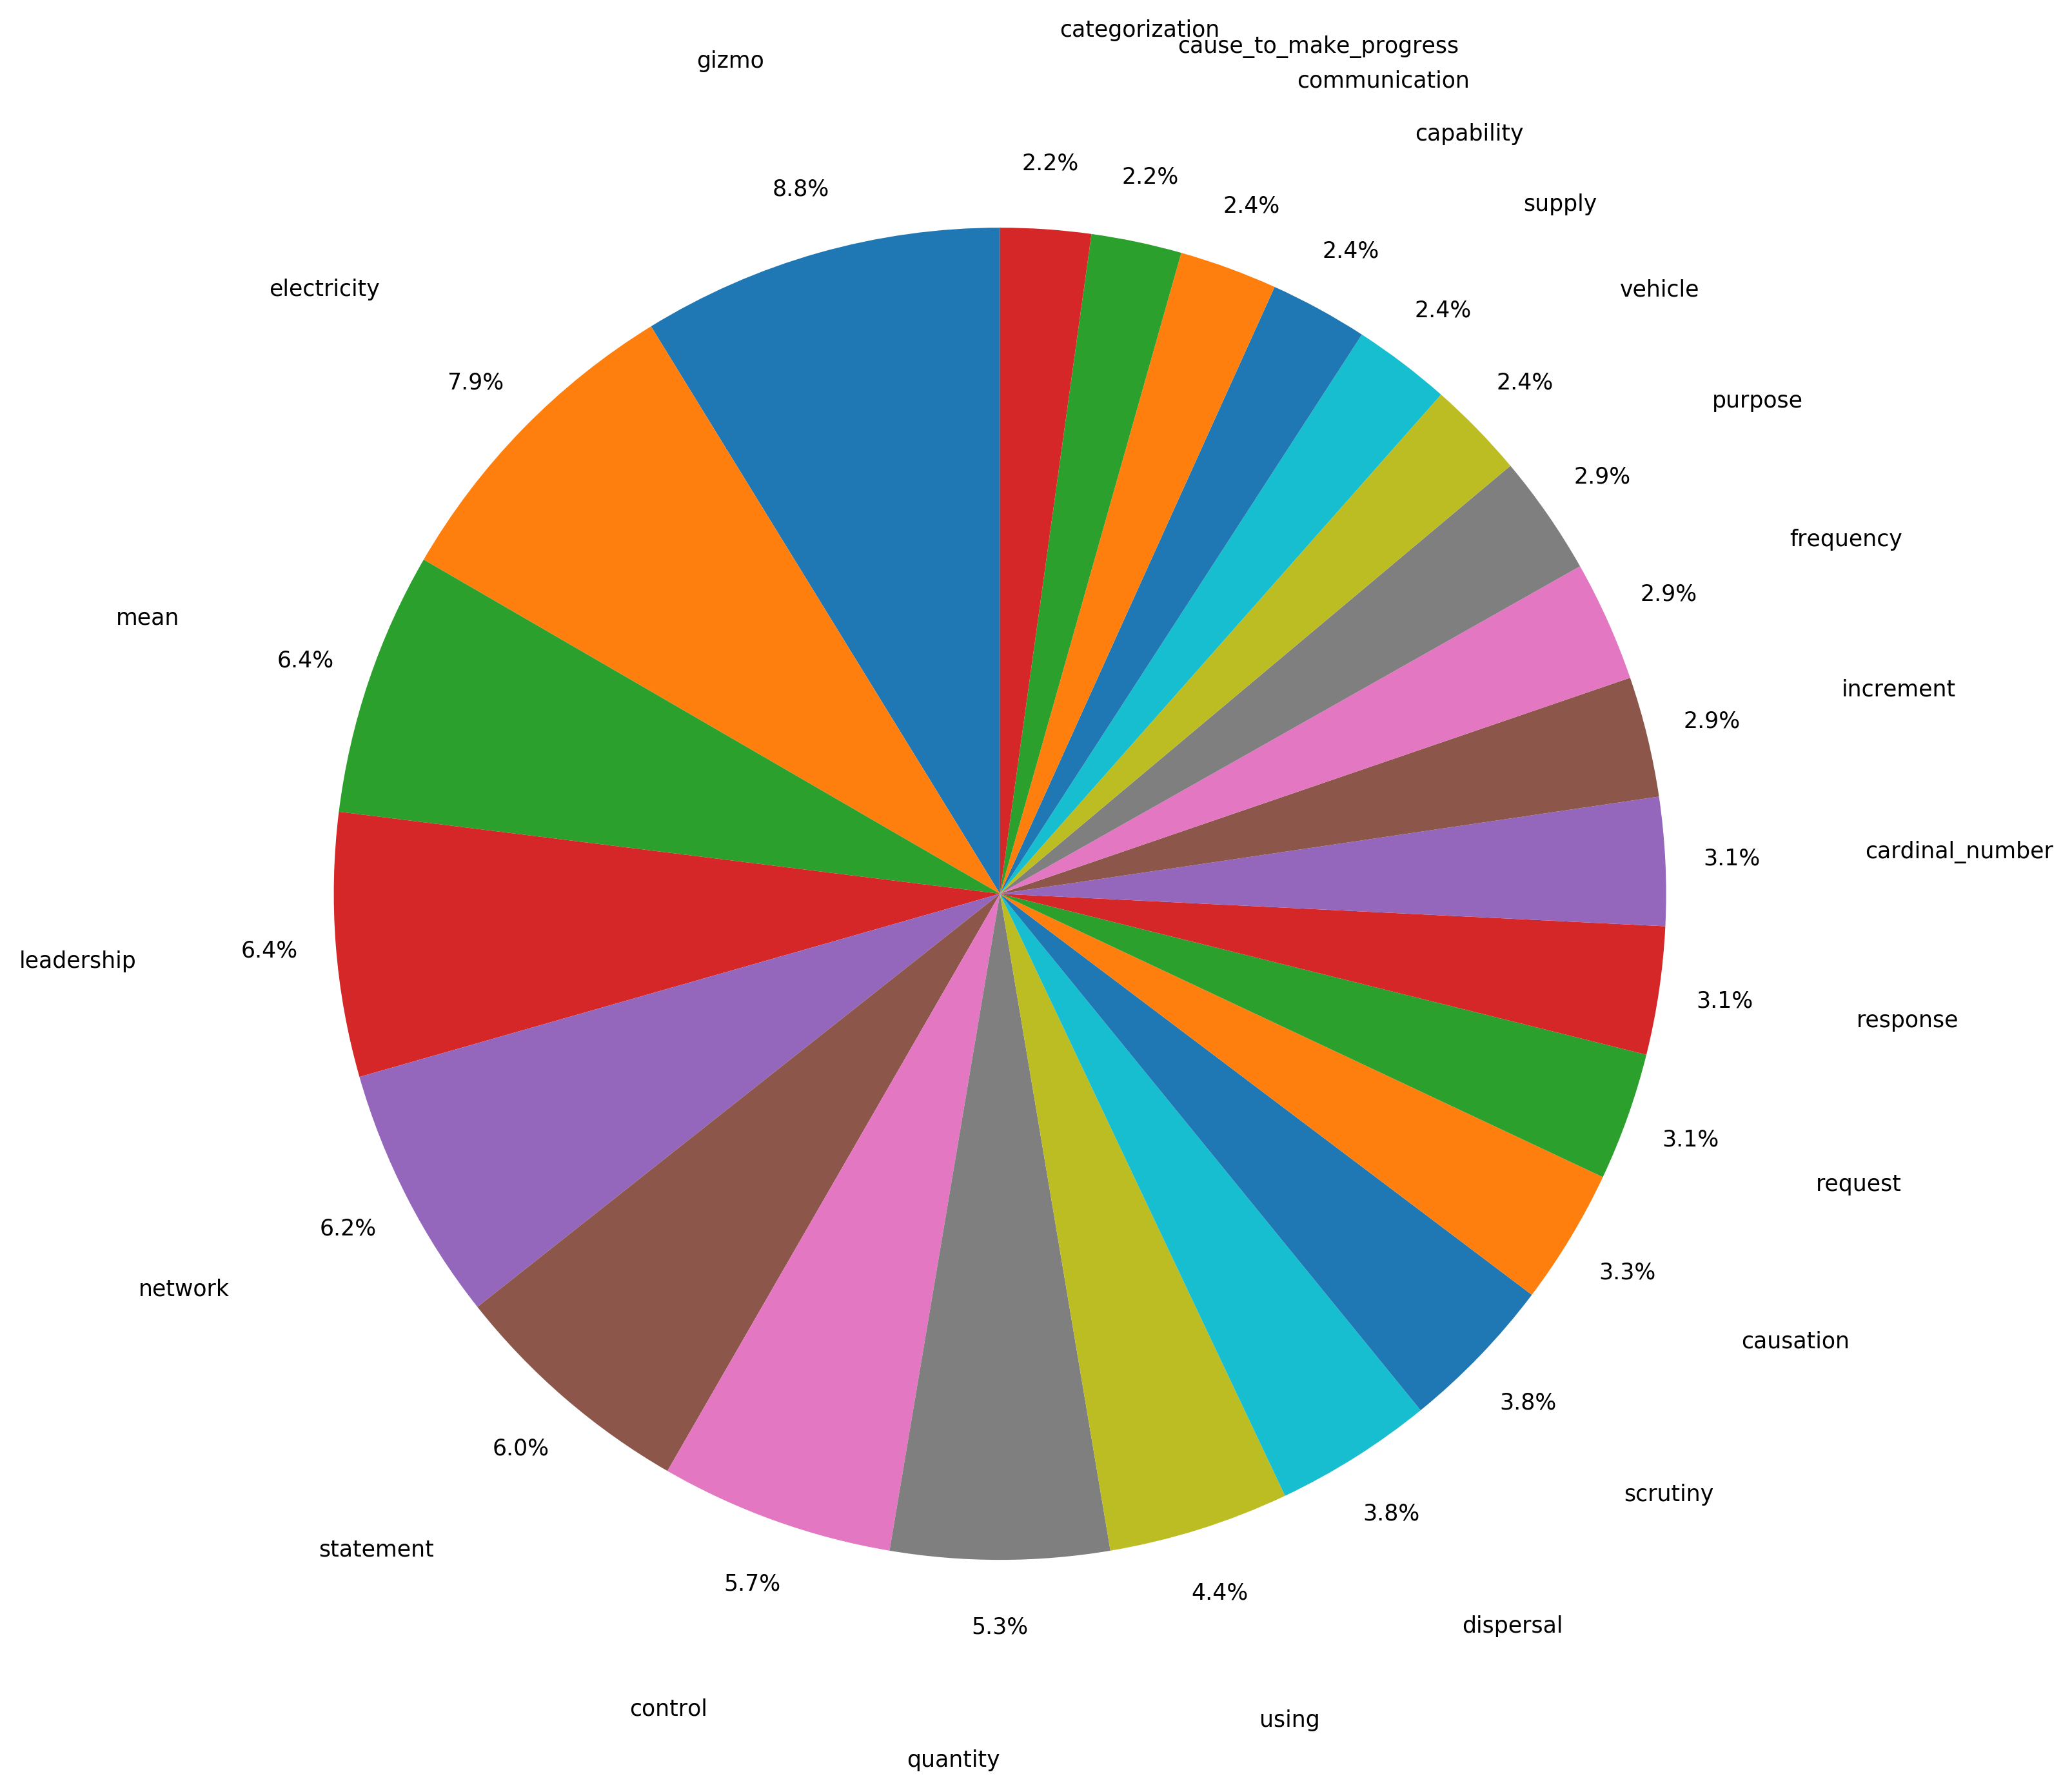 categorization
cause_to_make_progress
gizmo
communication
capability
2.2%
2.2%
8.8%
2.4%
supply
2.4%
electricity
vehicle
2.4%
7.9%
2.4%
purpose
2.9%
frequency
2.9%
mean
6.4%
increment
2.9%
cardinal_number
3.1%
leadership
6.4%
3.1%
response
3.1%
request
6.2%
network
3.3%
causation
3.8%
6.0%
scrutiny
3.8%
statement
5.7%
4.4%
5.3%
dispersal
control
using
quantity